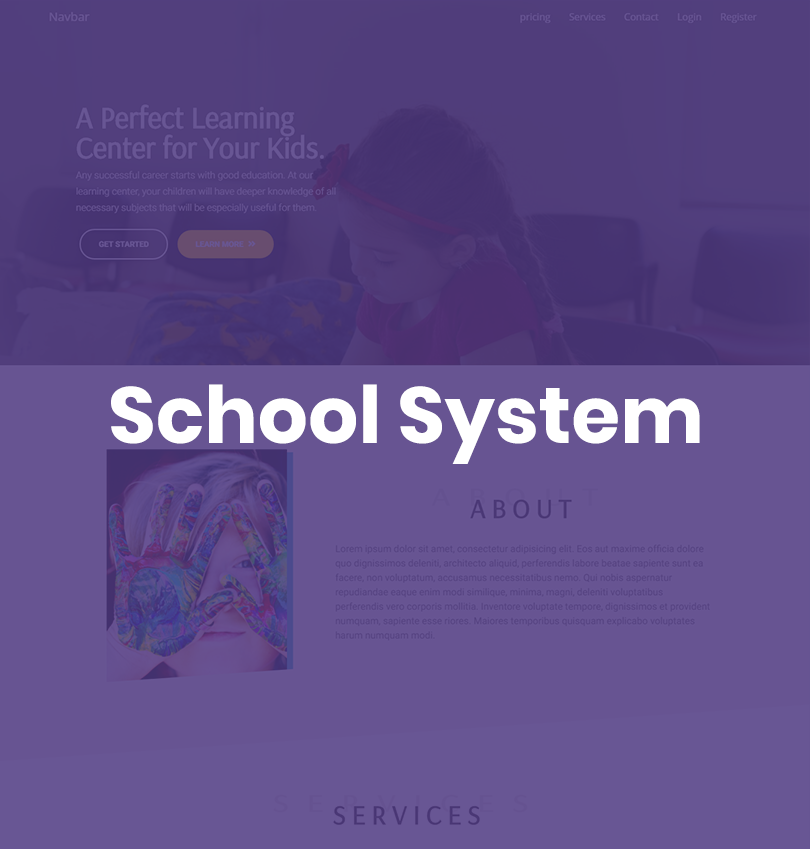 Navbar
pricing Services Contact Login Register
A Perfect Learning
Center for Your Kids.
Any successful career starts with good education. At our
learning center, your children will have deeper knowledge of all
necessary subjects that will be especially useful for them.
GET STARTED LEARN MORE
School System
ABOUT
ABOUT
Lorem ipsum dolor sit amet, consectetur adipisicing elit. Eos aut maxime officia dolore
quo dignissimos deleniti, architecto aliquid, perferendis labore beatae sapiente sunt ea
facere, non voluptatum, accusamus necessitatibus nemo. Qui nobis aspernatur
repudiandae eaque enim modi similique, minima, magni, deleniti voluptatibus
perferendis vero corporis mollitia. Inventore voluptate tempore, dignissimos et provident
numquam, sapiente esse nores. Maiores temporibus quisquam explicabo voluptates
harum numquam modi.
SERVICES
SERVICES